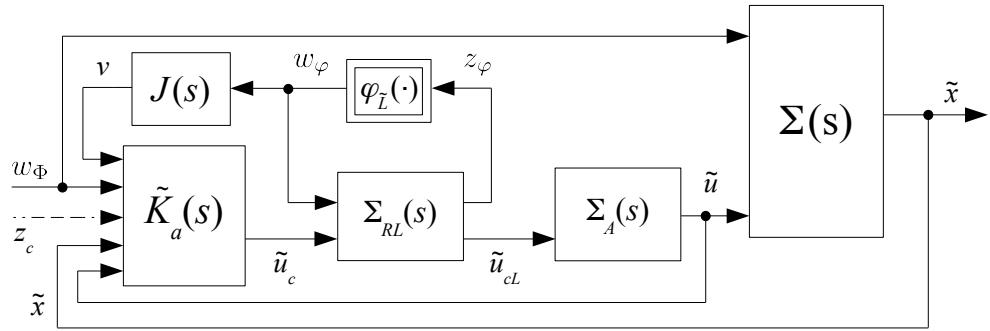 v
J(s)
w_φ
φ_L̃(·)
z_φ
Σ(s)
x̃
w_Φ
z_c
K̃_a(s)
Σ_RL(s)
Σ_A(s)
ũ
ũ_c
ũ_cL
x̃